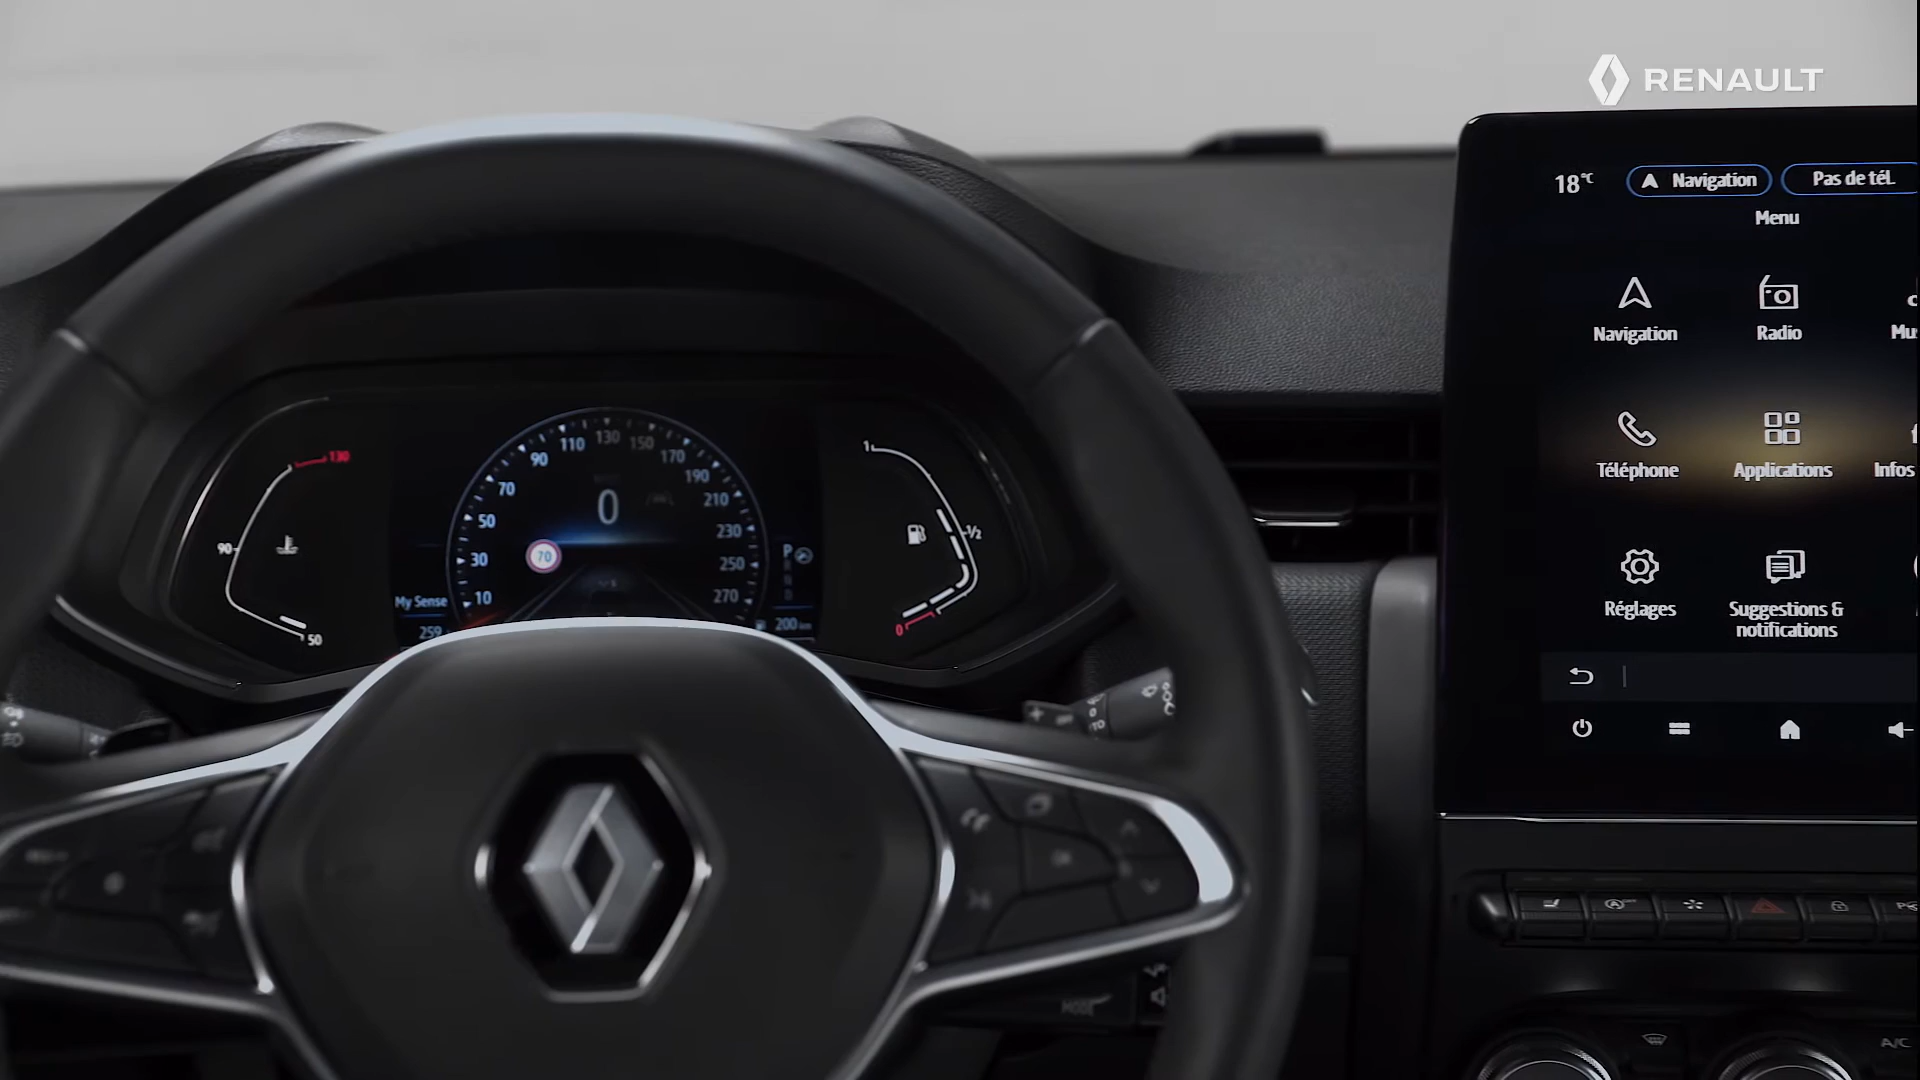 RENAULT
18°C
Navigation
Pas de tél.
Menu
Navigation
Radio
Mus
Téléphone
Applications
Infos
Réglages
Suggestions &
notifications
130
90
50
10
30
50
70
90
110
130
150
170
190
210
230
250
270
0
70
My Sense
259
P
R
N
D
200 km
1
1/2
0
MODE
A/C